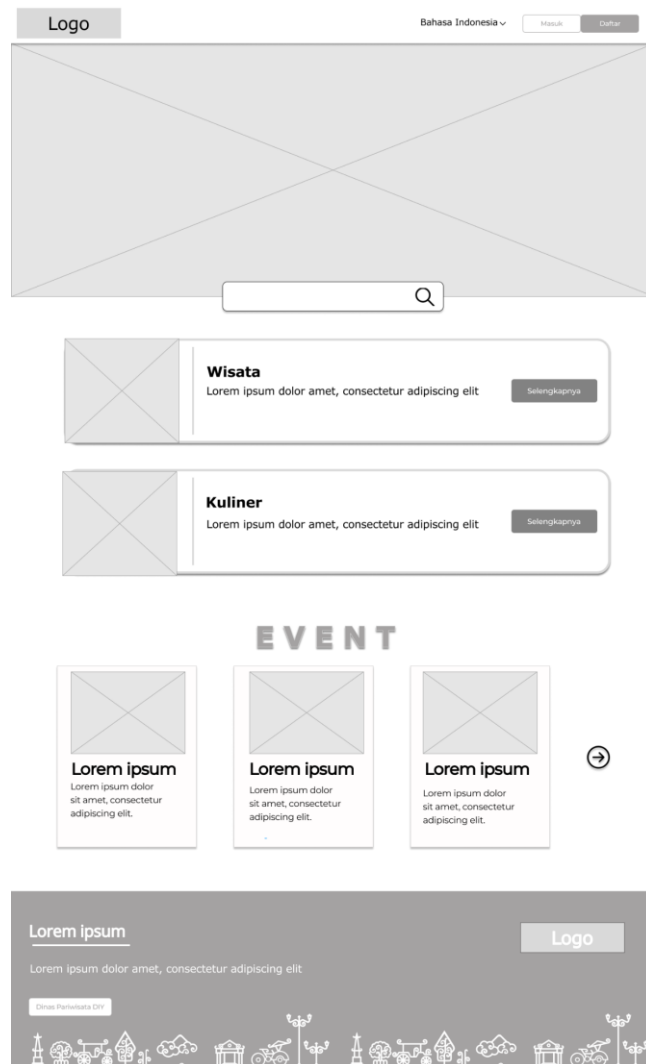 Logo
Bahasa Indonesia
Masuk
Daftar
Wisata
Lorem ipsum dolor amet, consectetur adipiscing elit
Selengkapnya
Kuliner
Lorem ipsum dolor amet, consectetur adipiscing elit
Selengkapnya
EVENT
Lorem ipsum
Lorem ipsum dolor
sit amet, consectetur
adipiscing elit.
Lorem ipsum
Lorem ipsum dolor
sit amet, consectetur
adipiscing elit.
Lorem ipsum
Lorem ipsum dolor
sit amet, consectetur
adipiscing elit.
Lorem ipsum
Logo
Lorem ipsum dolor amet, consectetur adipiscing elit
Dinas Pariwisata DIY